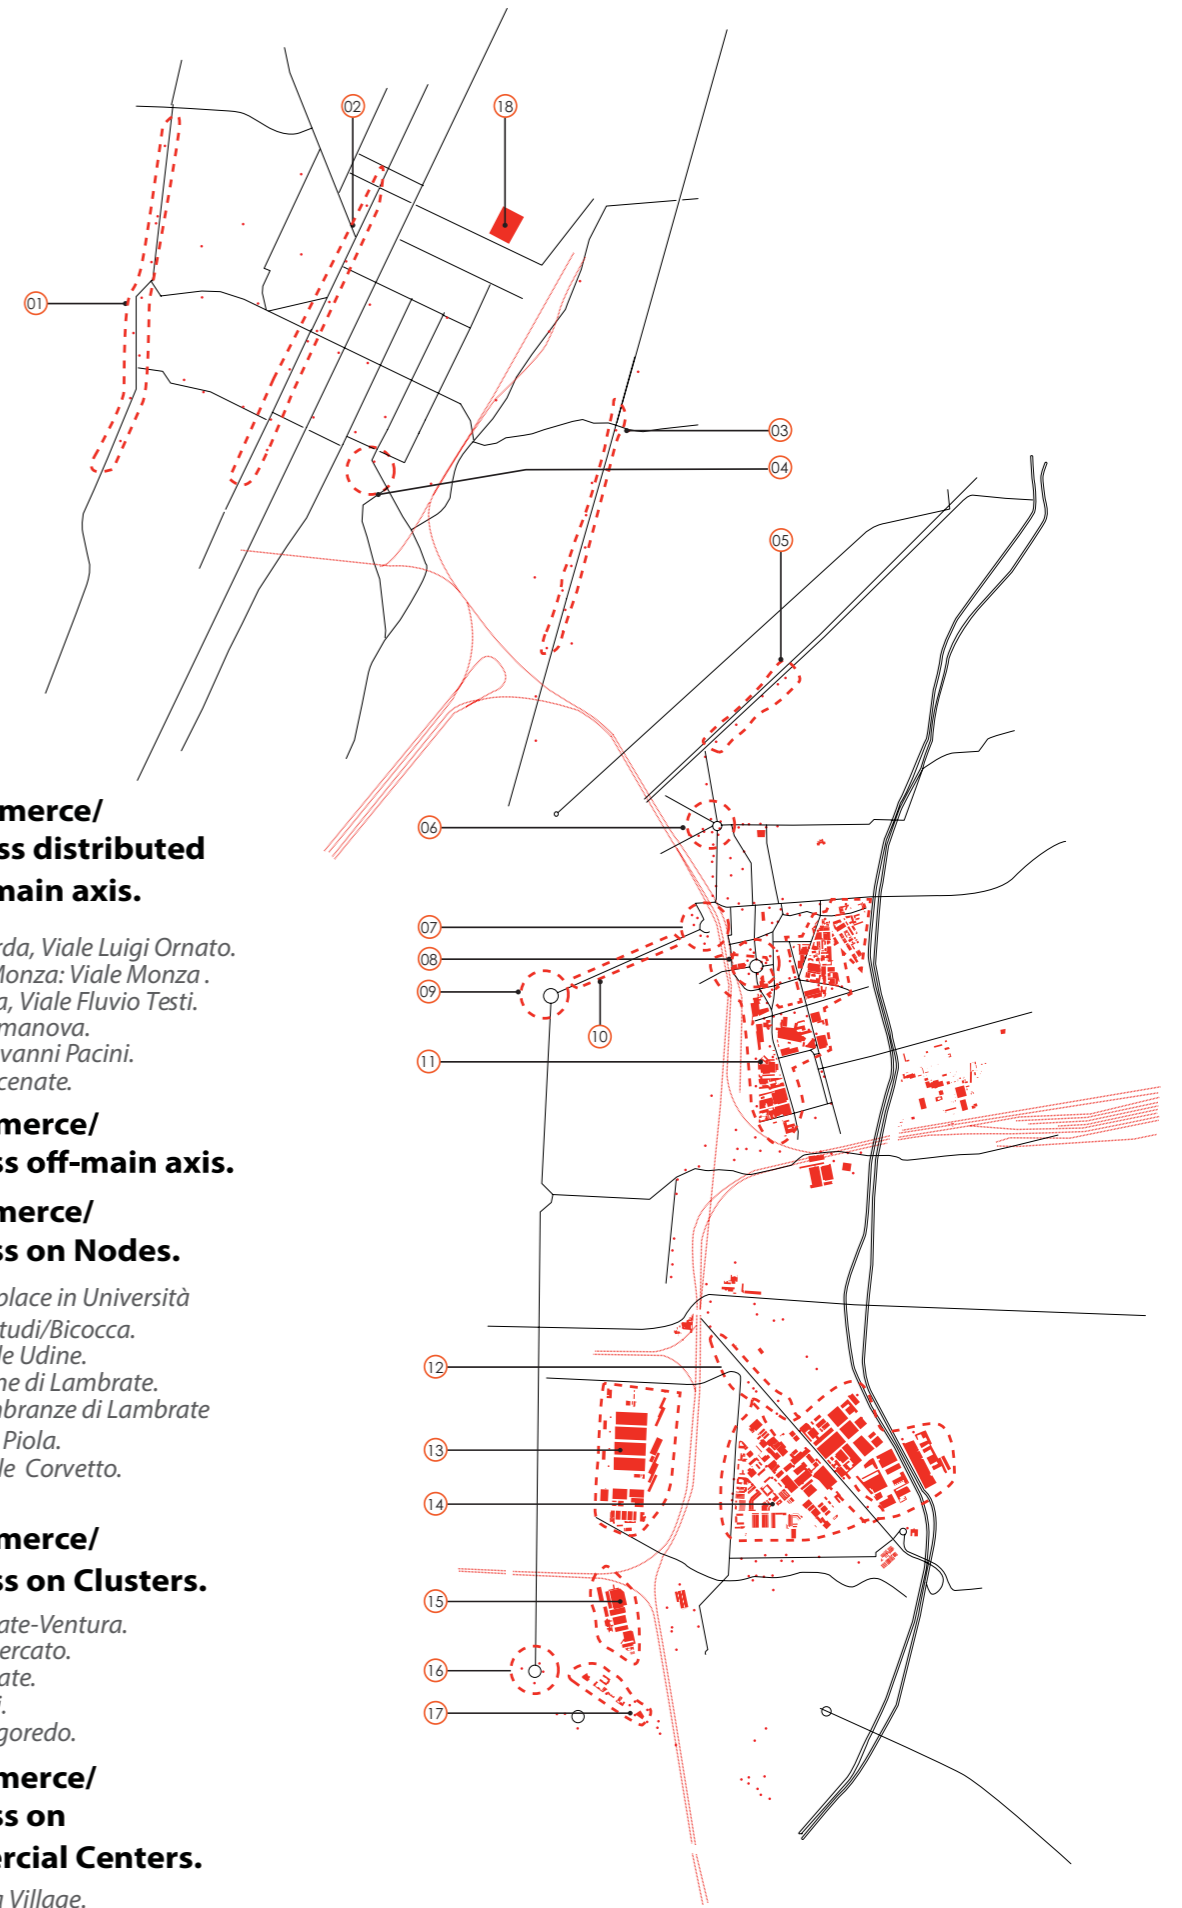 02
18
01
03
04
05
06
07
08
09
10
11
12
13
14
15
16
17
merce/
ss distributed
main axis.
rda, Viale Luigi Ornato.
Monza: Viale Monza .
a, Viale Fluvio Testi.
manova.
ovanni Pacini.
cenate.
merce/
ss off-main axis.
merce/
ss on Nodes.
place in Università
tudi/Bicocca.
le Udine.
ne di Lambrate.
mbranze di Lambrate
Piola.
le Corvetto.
merce/
ss on Clusters.
ate-Ventura.
ercato.
ate.
i.
goredo.
merce/
ss on
ercial Centers.
a Village.